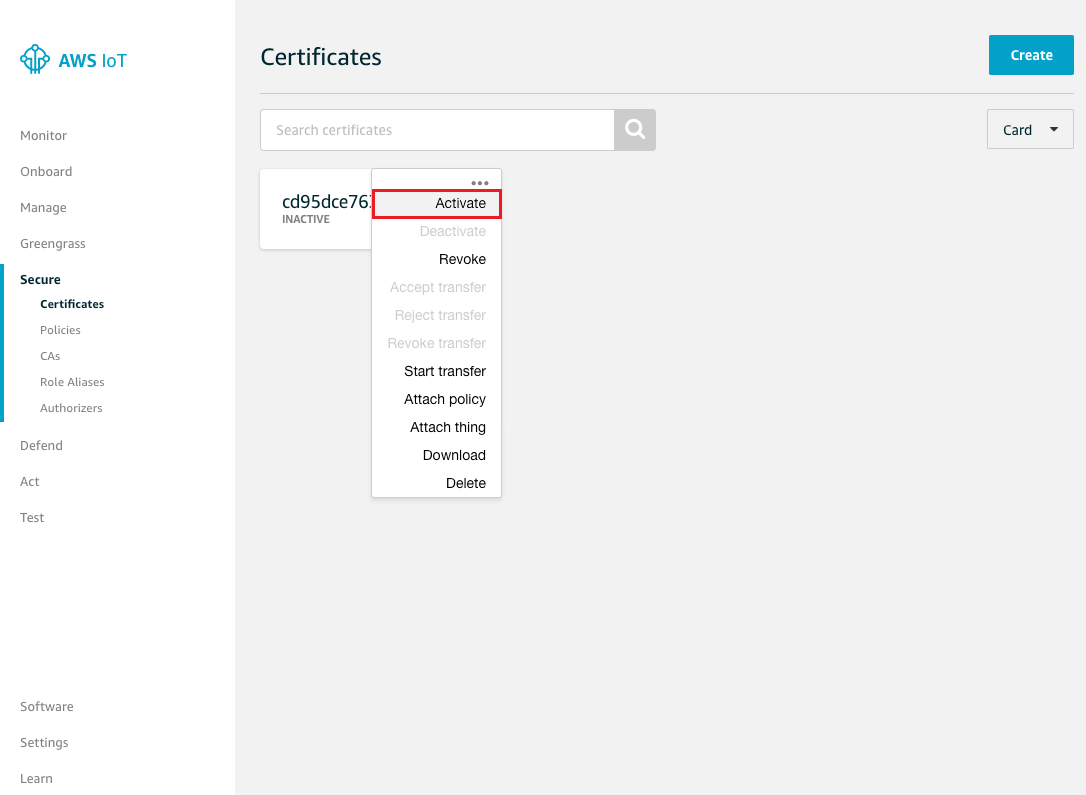 AWS IoT
Monitor
Onboard
Manage
Greengrass
Secure
Certificates
Policies
CAs
Role Aliases
Authorizers
Defend
Act
Test
Software
Settings
Learn
Certificates
Create
Search certificates
Card
cd95dce76
INACTIVE
Activate
Deactivate
Revoke
Accept transfer
Reject transfer
Revoke transfer
Start transfer
Attach policy
Attach thing
Download
Delete